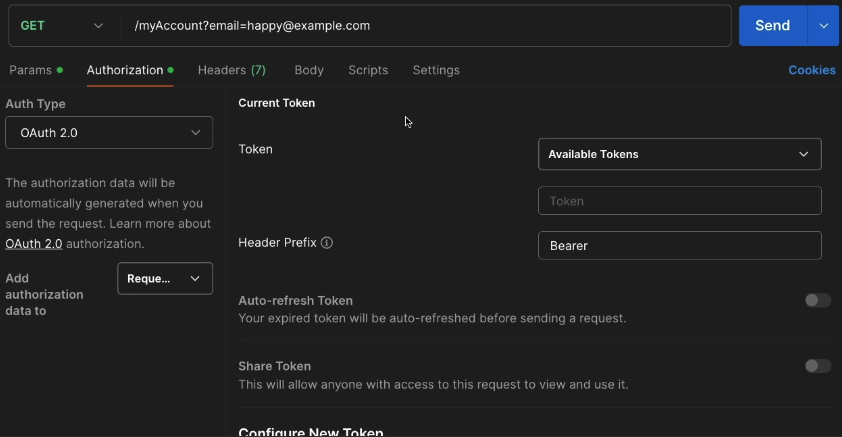 GET /myAccount?email=happy@example.com Send
Params Authorization Headers (7) Body Scripts Settings Cookies
Auth Type
OAuth 2.0
The authorization data will be
automatically generated when you
send the request. Learn more about
OAuth 2.0 authorization.
Add
authorization
data to
Reque...
Current Token
Token
Available Tokens
Token
Header Prefix
Bearer
Auto-refresh Token
Your expired token will be auto-refreshed before sending a request.
Share Token
This will allow anyone with access to this request to view and use it.
Configure New Token